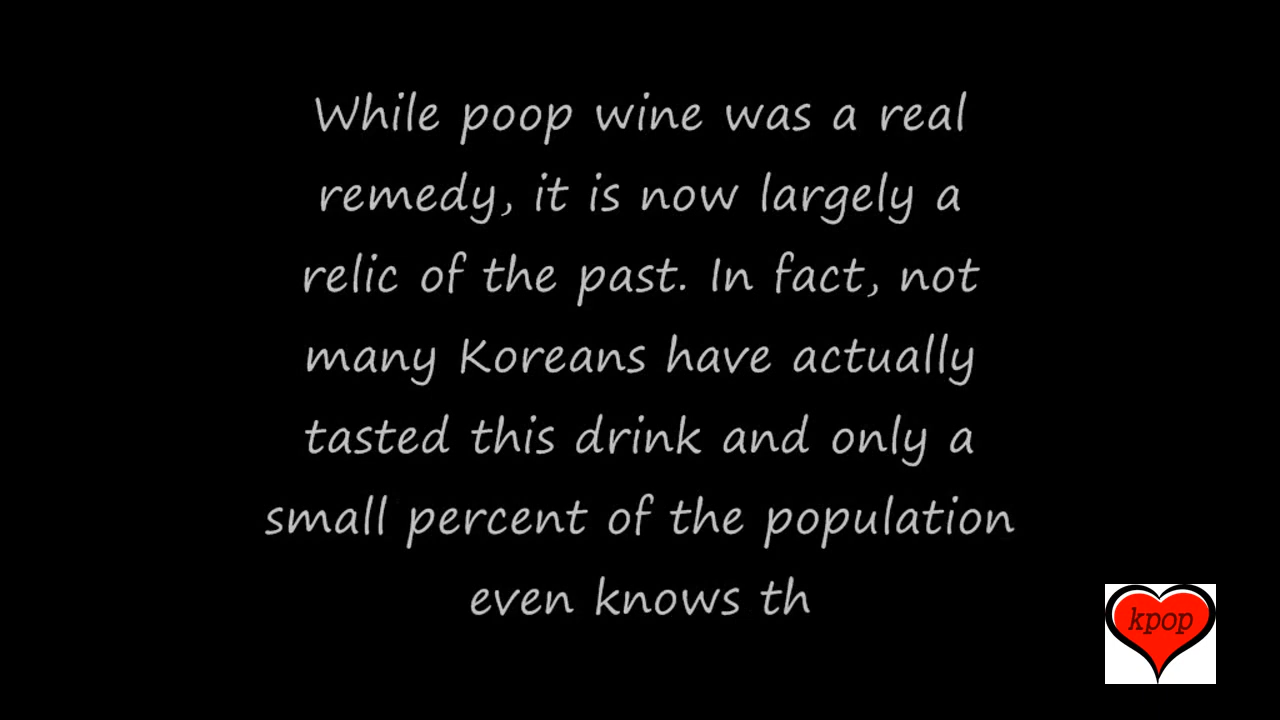 While poop wine was a real
remedy, it is now largely a
relic of the past. In fact, not
many Koreans have actually
tasted this drink and only a
small percent of the population
even knows th
kpop